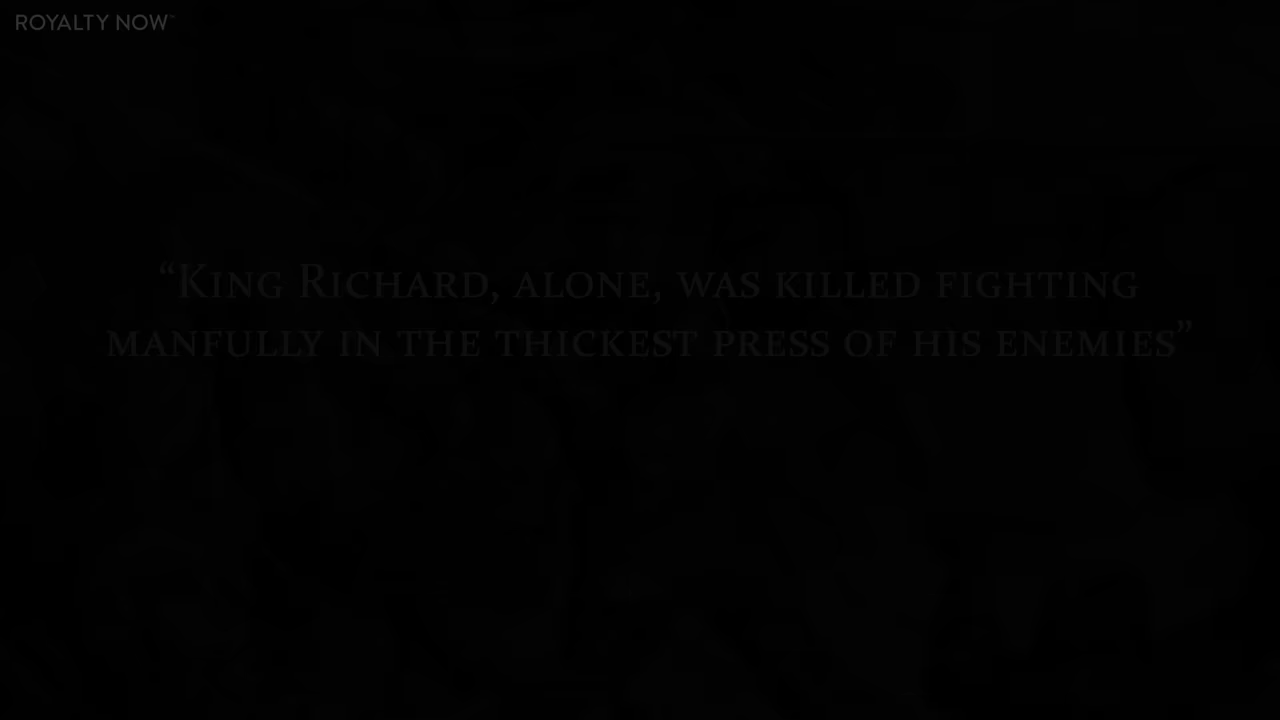 ROYALTY NOW™
“King Richard, alone, was killed fighting
manfully in the thickest press of his enemies”